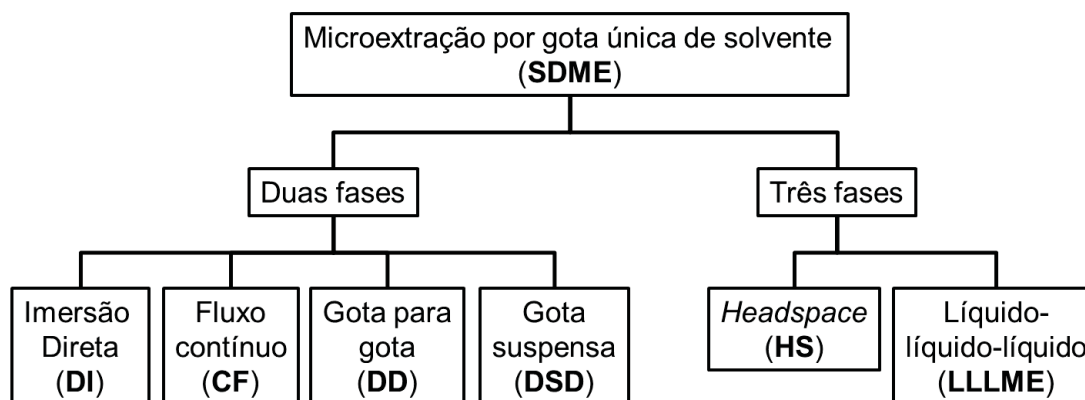 Microextração por gota única de solvente
(SDME)
Duas fases
Três fases
Imersão
Direta
(DI)
Fluxo
contínuo
(CF)
Gota para
gota
(DD)
Gota
suspensa
(DSD)
Headspace
(HS)
Líquido-
líquido-líquido
(LLLME)